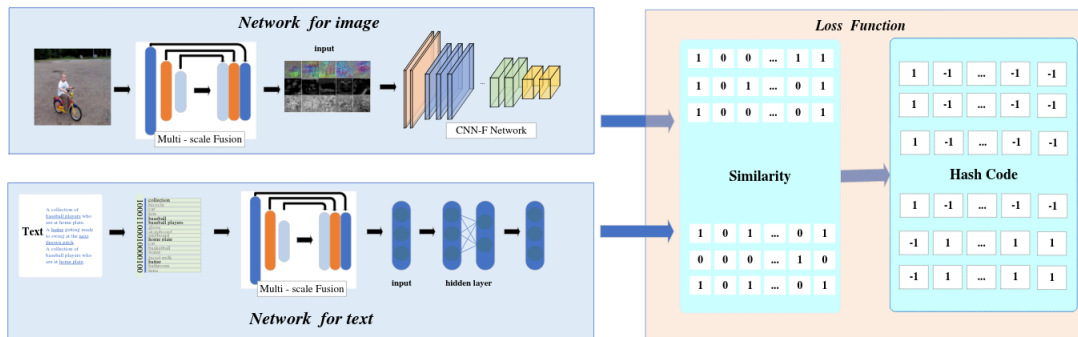 Network for image
input
Multi - scale Fusion
...
CNN-F Network
Text
A collection of
baseball players who
are at home plate.
A batter getting ready
to swing at the next
thrown pitch
A collection of
baseball players who
are at home plate.
collection
baseball
baseball players
home plate
batter
Multi - scale Fusion
input
hidden layer
Network for text
Loss Function
1 0 0 ... 1 1
1 0 1 ... 0 1
1 0 0 ... 0 1
Similarity
1 0 1 ... 0 1
0 0 0 ... 1 0
1 0 1 ... 0 1
1 -1 ... -1 -1
1 -1 ... -1 -1
1 -1 ... -1 -1
Hash Code
1 -1 ... -1 -1
-1 1 ... 1 1
-1 1 ... 1 1